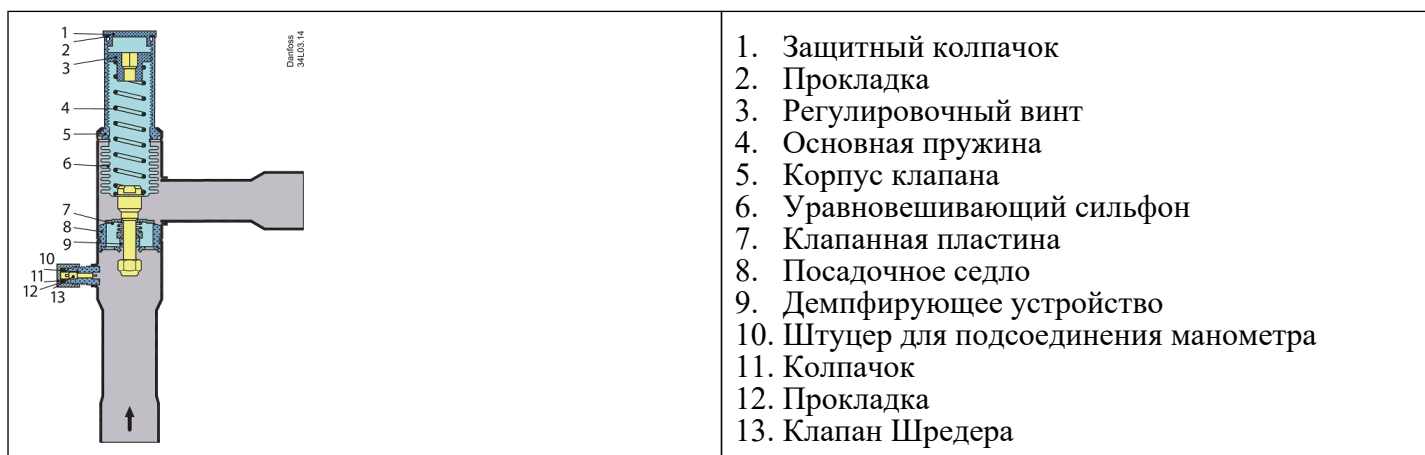 1
2
3
4
5
6
7
8
9
10
11
12
13
Danfoss
34L03.14
1. Защитный колпачок
2. Прокладка
3. Регулировочный винт
4. Основная пружина
5. Корпус клапана
6. Уравновешивающий сильфон
7. Клапанная пластина
8. Посадочное седло
9. Демпфирующее устройство
10. Штуцер для подсоединения манометра
11. Колпачок
12. Прокладка
13. Клапан Шредера